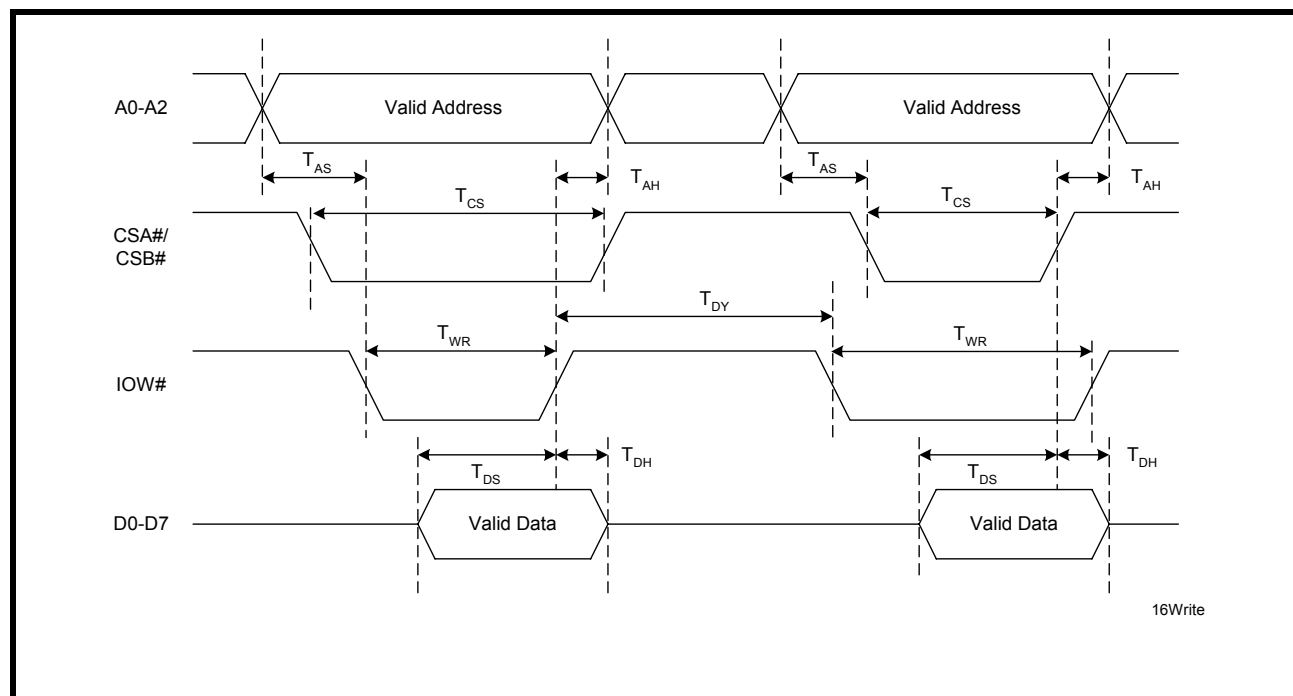 A0-A2
Valid Address
Valid Address
TAS
TAH
TAS
TAH
TCS
TCS
CSA#/
CSB#
TDY
TWR
TWR
IOW#
TDS
TDH
TDS
TDH
D0-D7
Valid Data
Valid Data
16Write